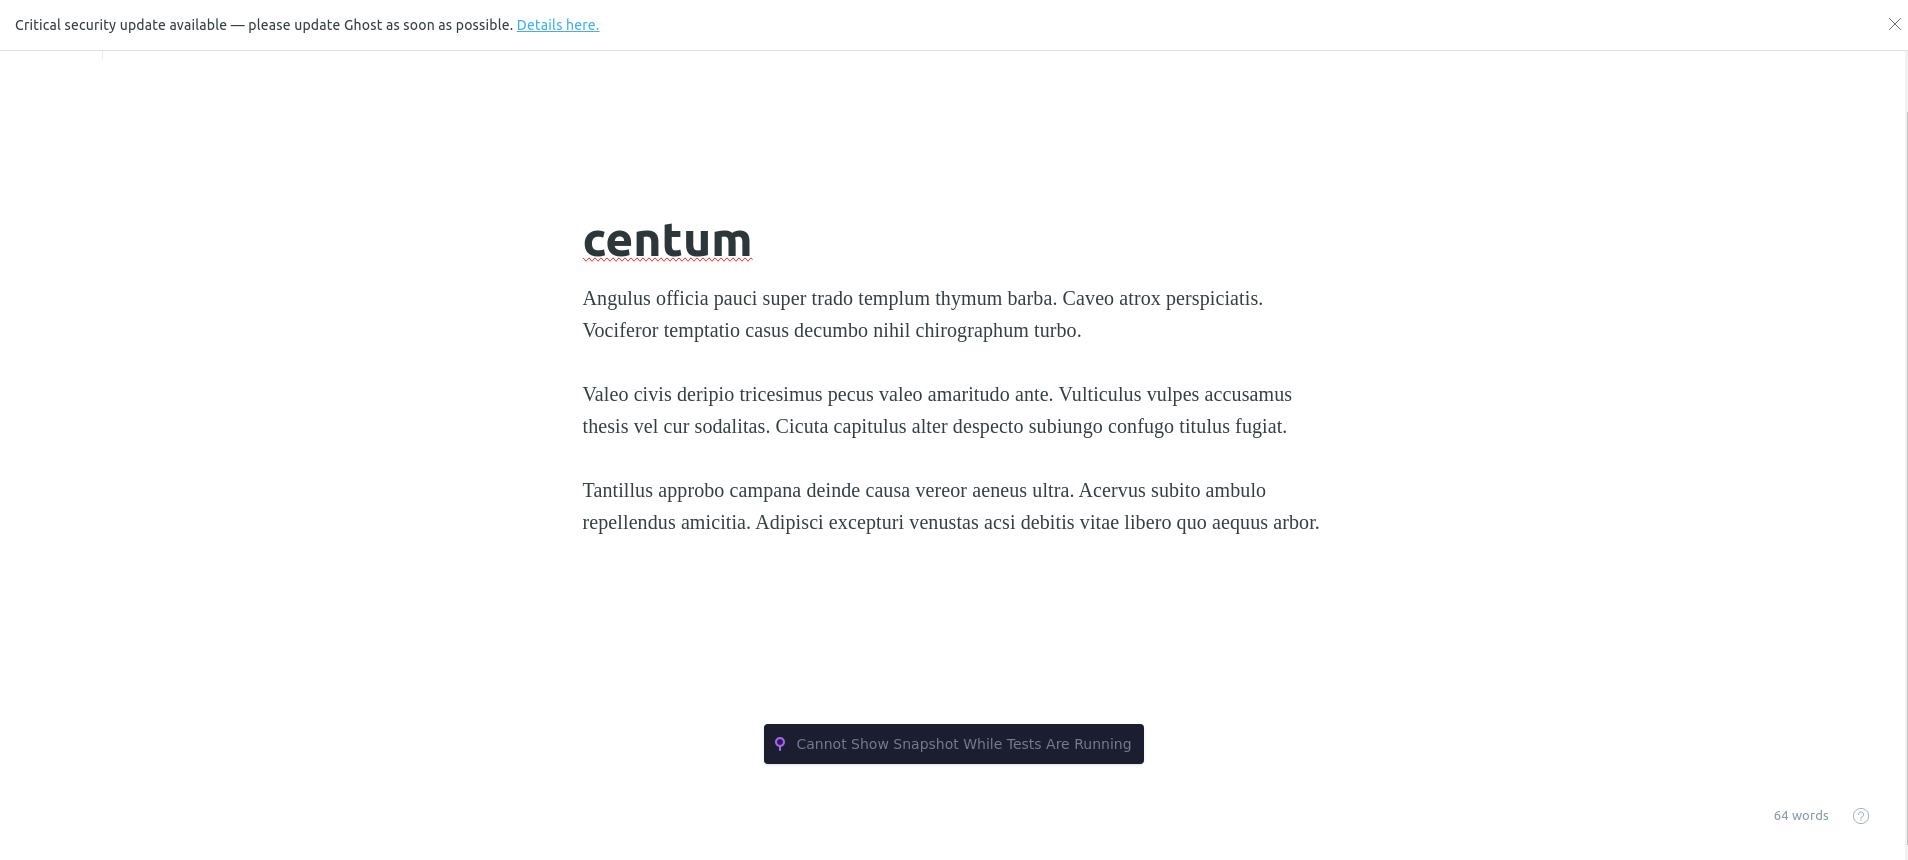 Critical security update available — please update Ghost as soon as possible. Details here.
centum
Angulus officia pauci super trado templum thymum barba. Caveo atrox perspiciatis.
Vociferor temptatio casus decumbo nihil chirographum turbo.
Valeo civis deripio tricesimus pecus valeo amaritudo ante. Vulticulus vulpes accusamus
thesis vel cur sodalitas. Cicuta capitulus alter despecto subiungo confugo titulus fugiat.
Tantillus approbo campana deinde causa vereor aeneus ultra. Acervus subito ambulo
repellendus amicitia. Adipisci excepturi venustas acsi debitis vitae libero quo aequus arbor.
Cannot Show Snapshot While Tests Are Running
64 words
?